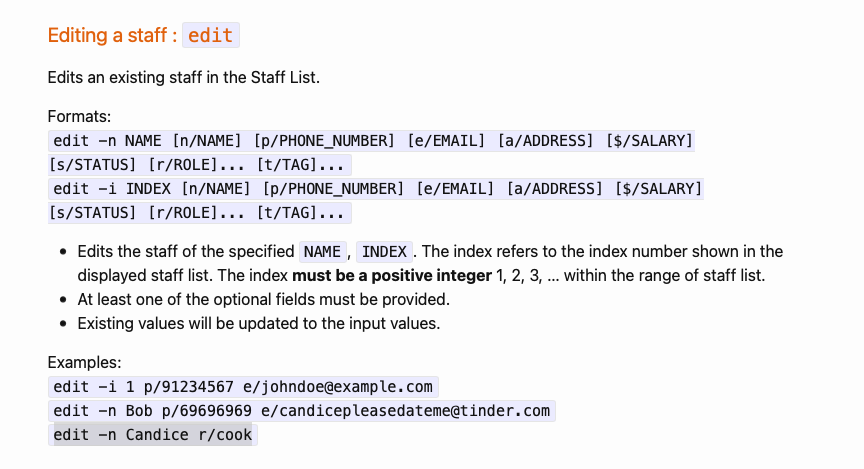 Editing a staff : edit
Edits an existing staff in the Staff List.
Formats:
edit -n NAME [n/NAME] [p/PHONE_NUMBER] [e/EMAIL] [a/ADDRESS] [$/SALARY]
[s/STATUS] [r/ROLE]... [t/TAG]...
edit -i INDEX [n/NAME] [p/PHONE_NUMBER] [e/EMAIL] [a/ADDRESS] [$/SALARY]
[s/STATUS] [r/ROLE]... [t/TAG]...
• Edits the staff of the specified NAME, INDEX. The index refers to the index number shown in the
displayed staff list. The index must be a positive integer 1, 2, 3, … within the range of staff list.
• At least one of the optional fields must be provided.
• Existing values will be updated to the input values.
Examples:
edit -i 1 p/91234567 e/johndoe@example.com
edit -n Bob p/69696969 e/candicepleasedateme@tinder.com
edit -n Candice r/cook